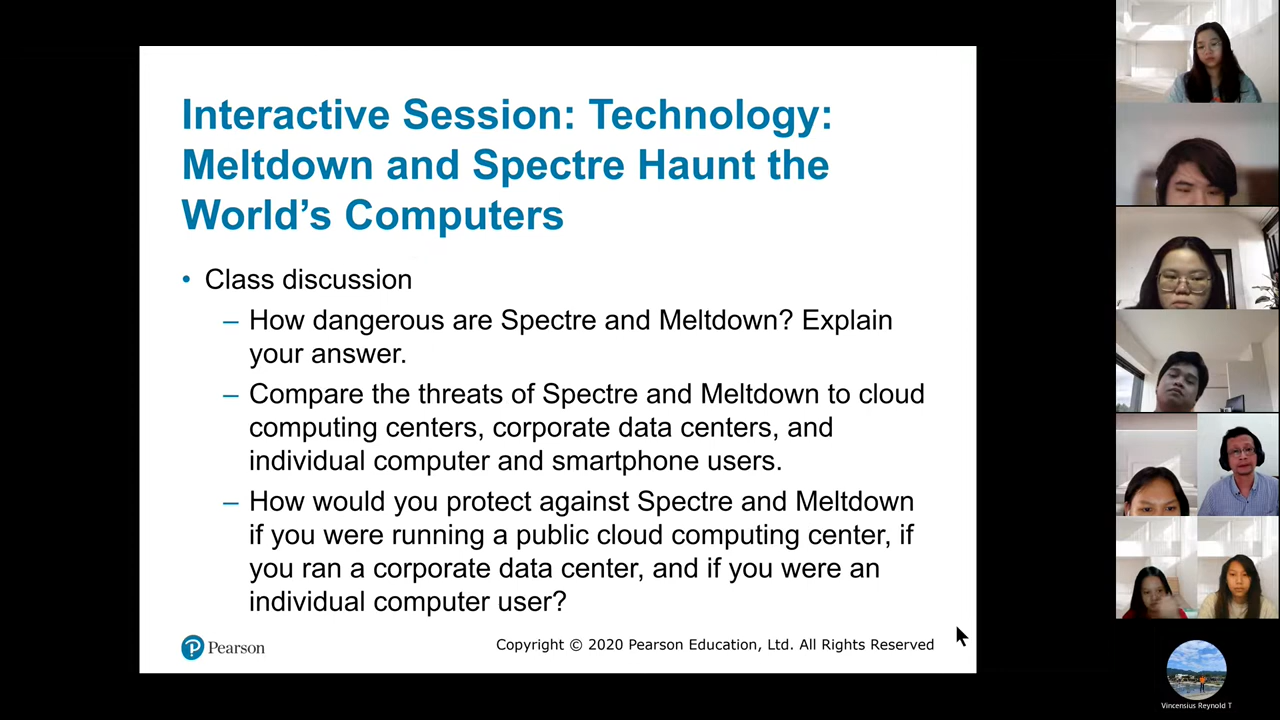 Interactive Session: Technology:
Meltdown and Spectre Haunt the
World’s Computers
• Class discussion
– How dangerous are Spectre and Meltdown? Explain
your answer.
– Compare the threats of Spectre and Meltdown to cloud
computing centers, corporate data centers, and
individual computer and smartphone users.
– How would you protect against Spectre and Meltdown
if you were running a public cloud computing center, if
you ran a corporate data center, and if you were an
individual computer user?
P Pearson
Copyright © 2020 Pearson Education, Ltd. All Rights Reserved
Vincensius Reynold T